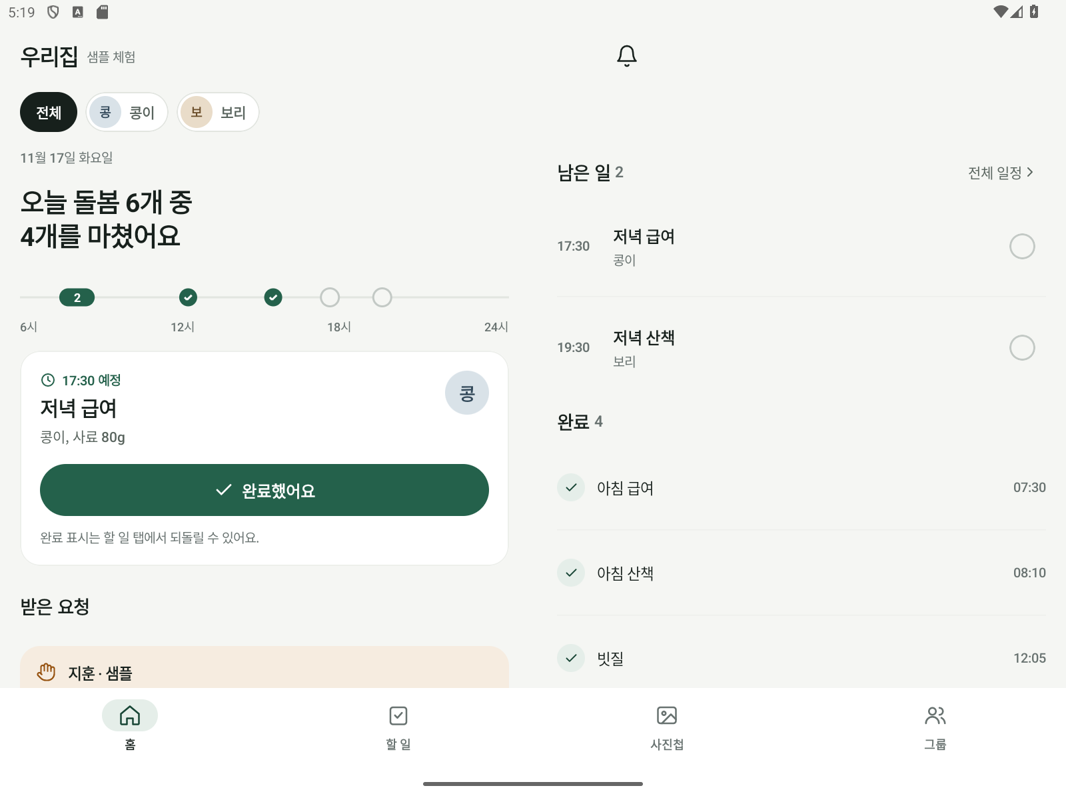 5:19
우리집 샘플 체험
전체
콩 콩이
보 보리
11월 17일 화요일
오늘 돌봄 6개 중
4개를 마쳤어요
2
6시 12시 18시 24시
17:30 예정
저녁 급여
콩이, 사료 80g
콩
완료했어요
완료 표시는 할 일 탭에서 되돌릴 수 있어요.
받은 요청
지훈 · 샘플
남은 일 2
전체 일정
17:30
저녁 급여
콩이
19:30
저녁 산책
보리
완료 4
아침 급여 07:30
아침 산책 08:10
빗질 12:05
홈
할 일
사진첩
그룹